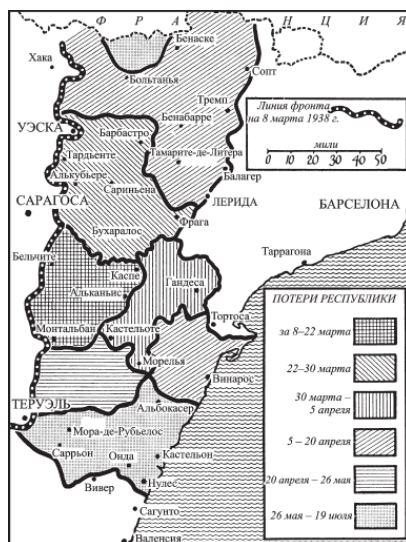 ФРАНЦИЯ
Бенаске
Хака
Больтанья
Сопт
Тремп
Линия фронта
на 8 марта 1938 г.
мили
0 10 20 30 40 50
УЭСКА
Бенабарре
Барбастро
Тардьенте
Тамарите-де-Литера
Алькубьере
Сариньена
Балагер
САРАГОСА
ЛЕРИДА
БАРСЕЛОНА
Фрага
Бухаралос
Таррагона
Бельчите
Каспе
Гандеса
Альканьис
Тортоса
Монтальбан
Кастельоте
Морелья
Винарос
ТЕРУЭЛЬ
Альбокасер
Мора-де-Рубьелос
Саррьон
Онда
Кастельон
Вивер
Нулес
Сагунто
Валенсия
ПОТЕРИ РЕСПУБЛИКИ
за 8–22 марта
22–30 марта
30 марта –
5 апреля
5–20 апреля
20 апреля – 26 мая
26 мая – 19 июля